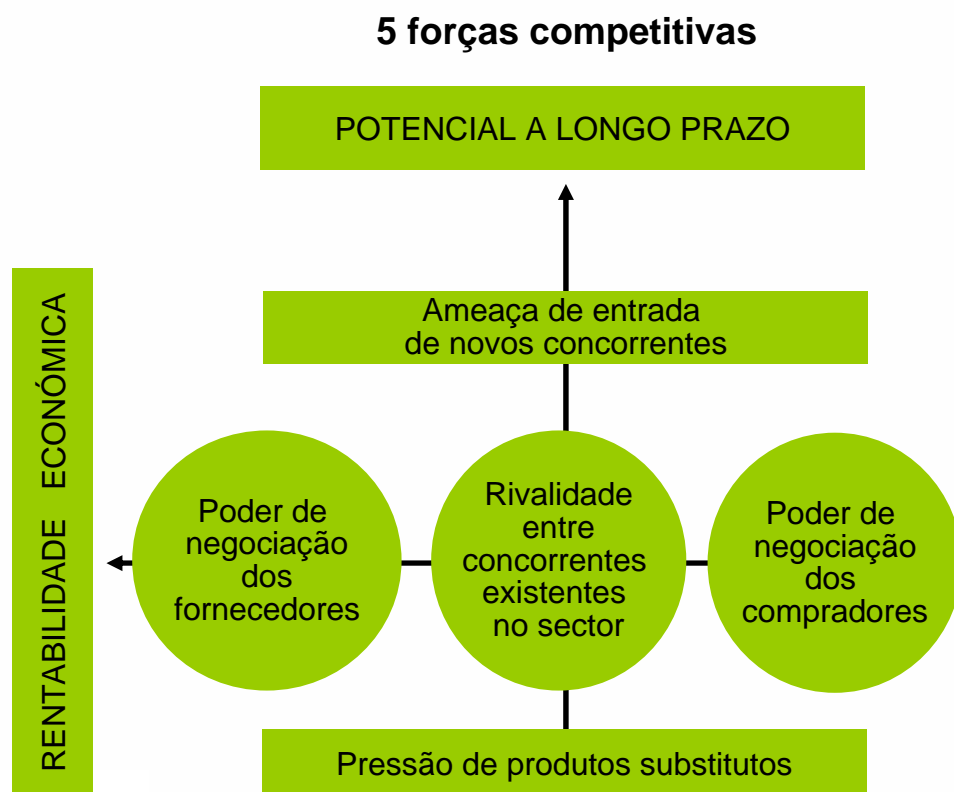 5 forças competitivas
POTENCIAL A LONGO PRAZO
Ameaça de entrada
de novos concorrentes
RENTABILIDADE ECONÓMICA
Poder de
negociação
dos
fornecedores
Rivalidade
entre
concorrentes
existentes
no sector
Poder de
negociação
dos
compradores
Pressão de produtos substitutos